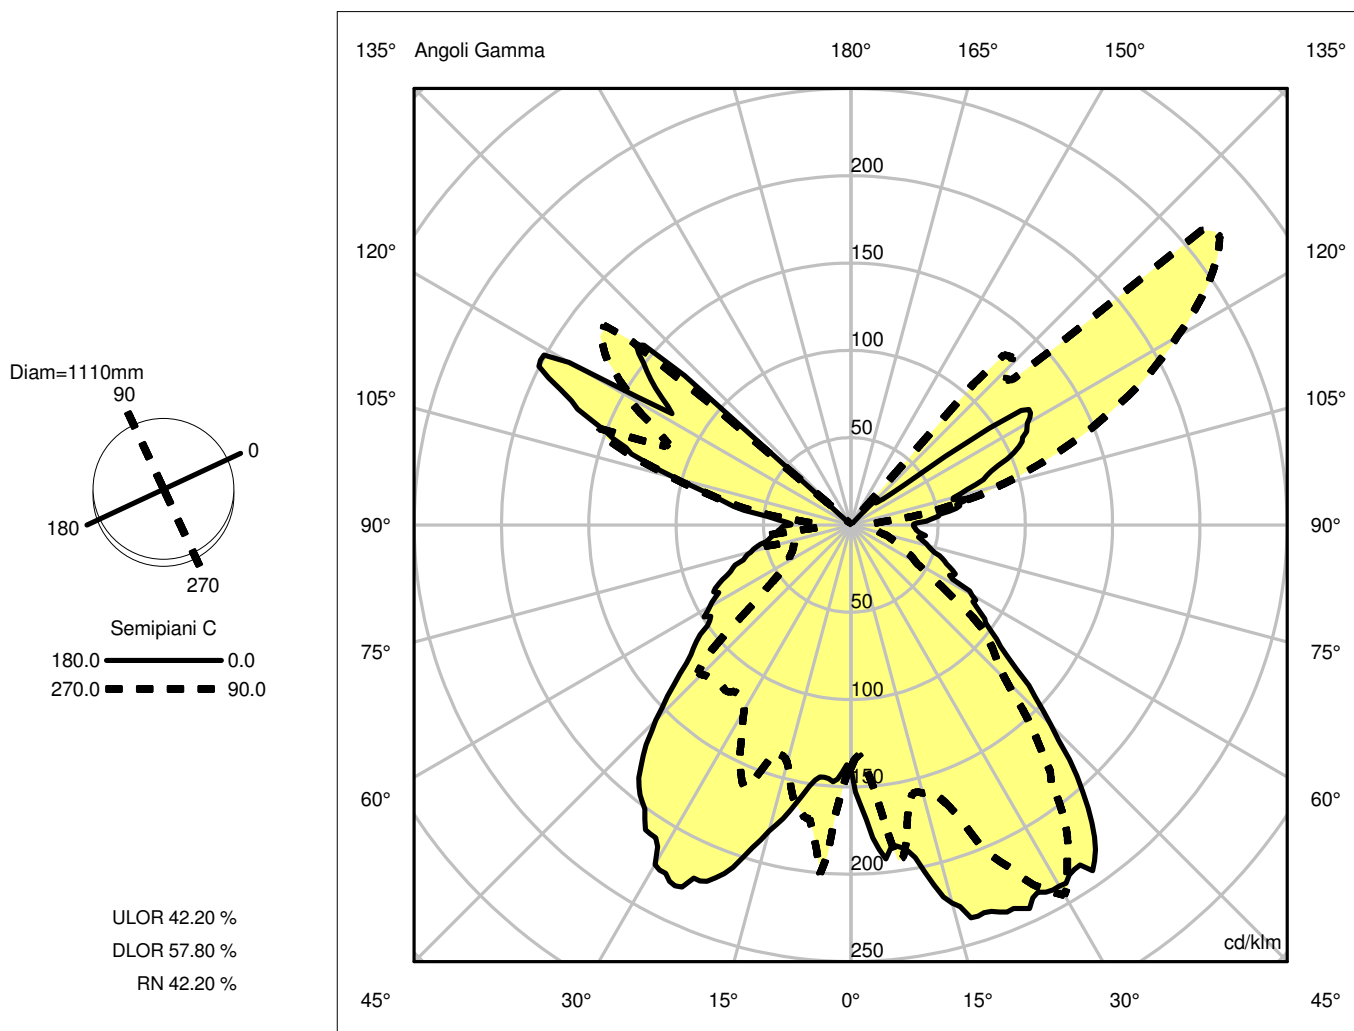 135° Angoli Gamma 180° 165° 150° 135°
200
150
100
50
50
100
150
200
250
cd/klm
120° 120°
105° 105°
90° 90°
75° 75°
60° 60°
45° 30° 15° 0° 15° 30° 45°
Diam=1110mm
90
0
180
270
Semipiani C
180.0 0.0
270.0 90.0
ULOR 42.20 %
DLOR 57.80 %
RN 42.20 %